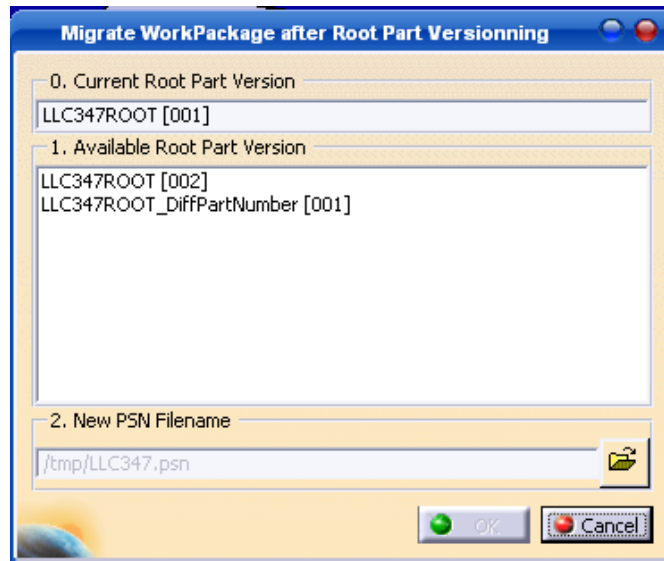 Migrate WorkPackage after Root Part Versionning
0. Current Root Part Version
LLC347ROOT [001]
1. Available Root Part Version
LLC347ROOT [002]
LLC347ROOT_DiffPartNumber [001]
2. New PSN Filename
/tmp/LLC347.psn
OK
Cancel